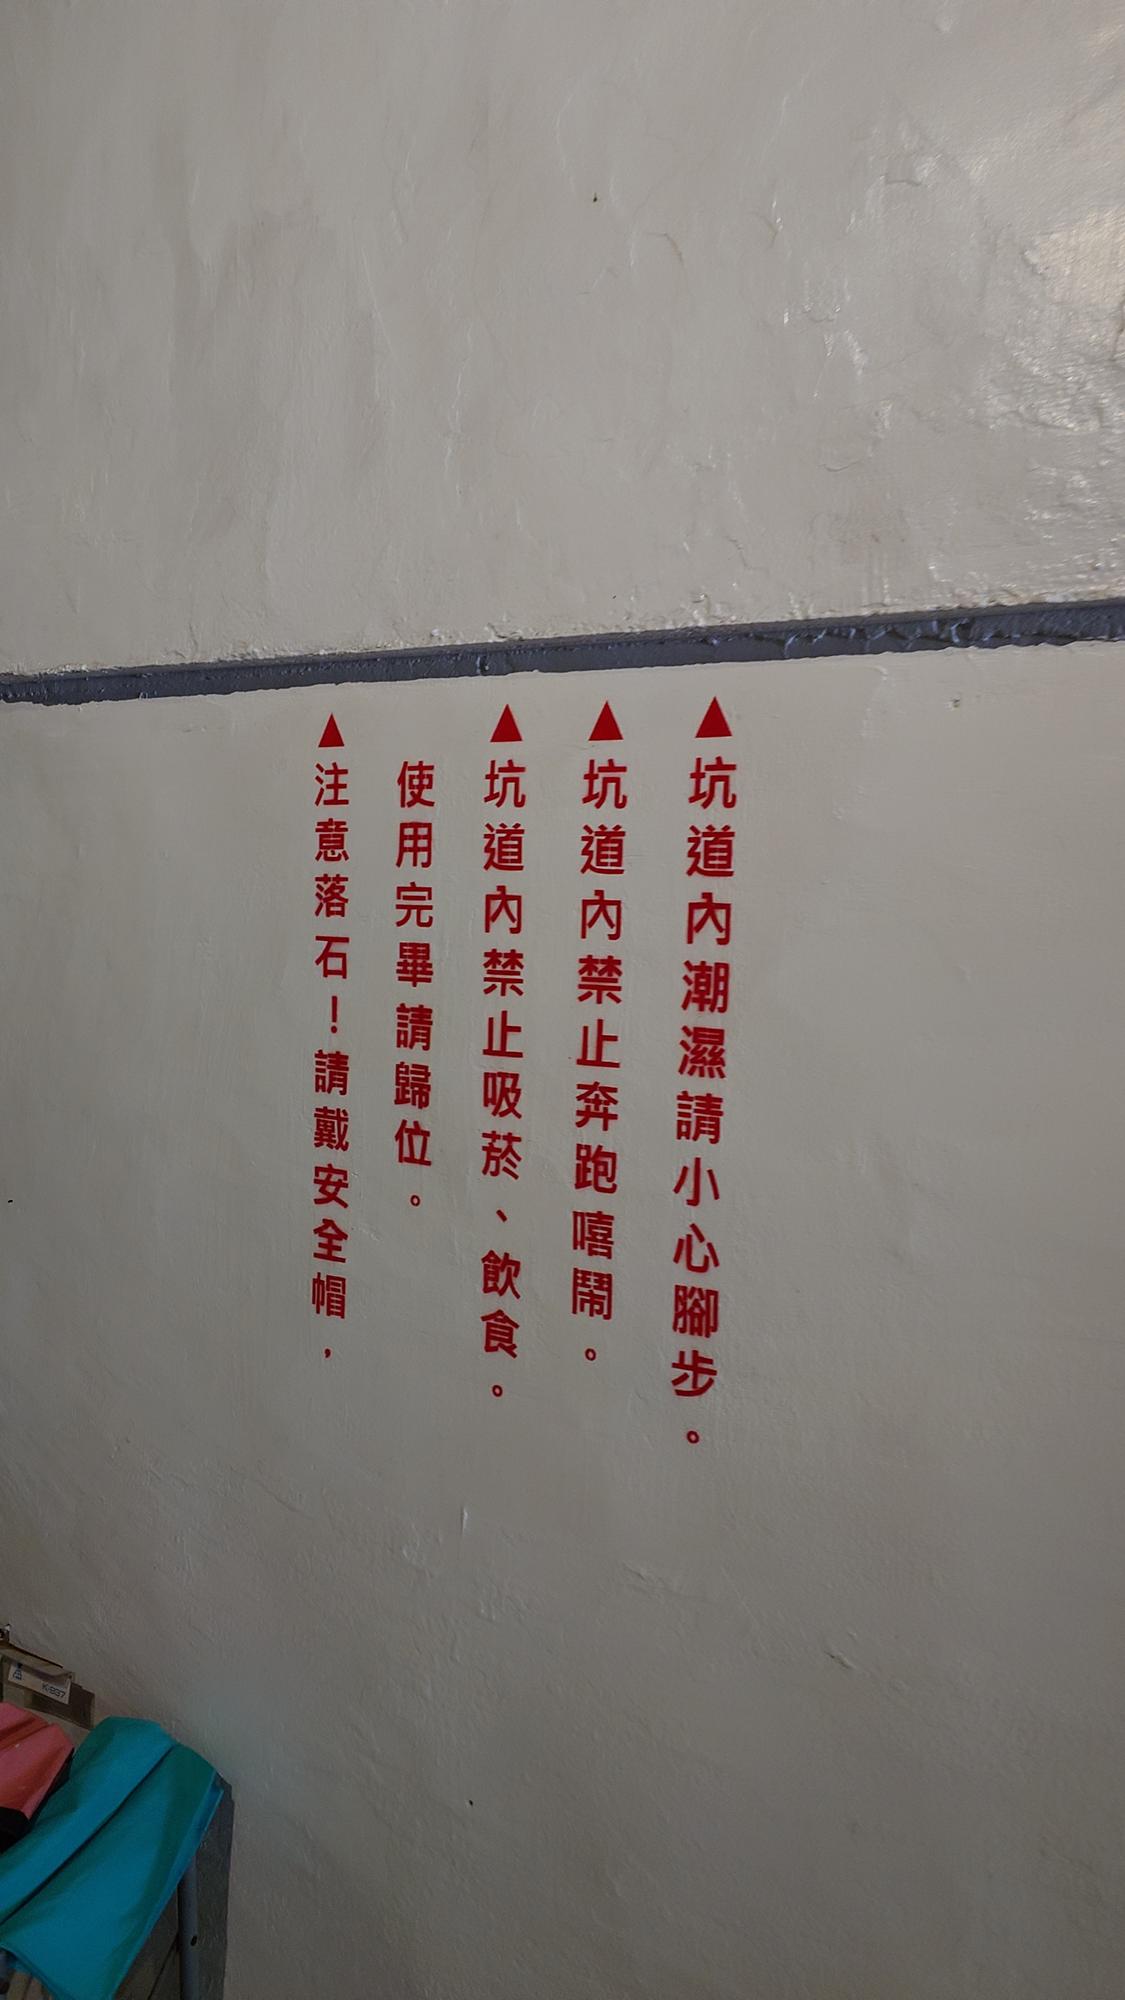 ▲注意落石！請戴安全帽，
使用完畢請歸位。
▲坑道內禁止吸菸、飲食。
▲坑道內禁止奔跑嘻鬧。
▲坑道內潮濕請小心腳步。